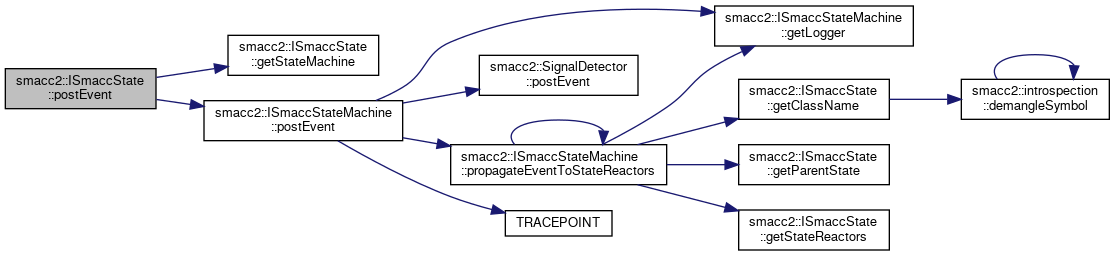 smacc2::ISmaccState
::postEvent
smacc2::ISmaccState
::getStateMachine
smacc2::ISmaccStateMachine
::postEvent
smacc2::ISmaccStateMachine
::getLogger
smacc2::SignalDetector
::postEvent
smacc2::ISmaccStateMachine
::propagateEventToStateReactors
TRACEPOINT
smacc2::ISmaccState
::getClassName
smacc2::ISmaccState
::getParentState
smacc2::ISmaccState
::getStateReactors
smacc2::introspection
::demangleSymbol